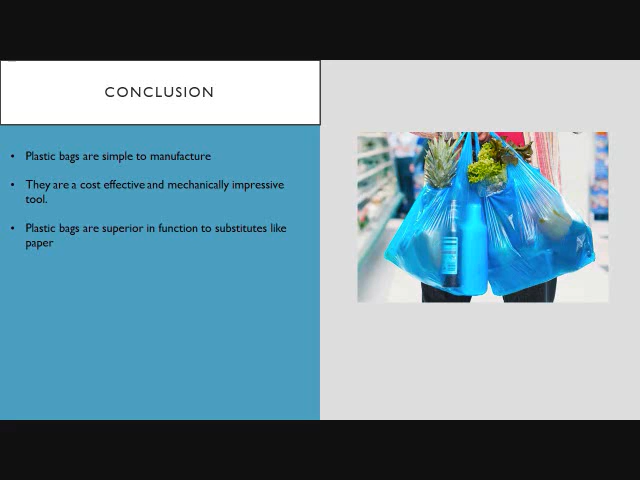 CONCLUSION
• Plastic bags are simple to manufacture
• They are a cost effective and mechanically impressive
tool.
• Plastic bags are superior in function to substitutes like
paper